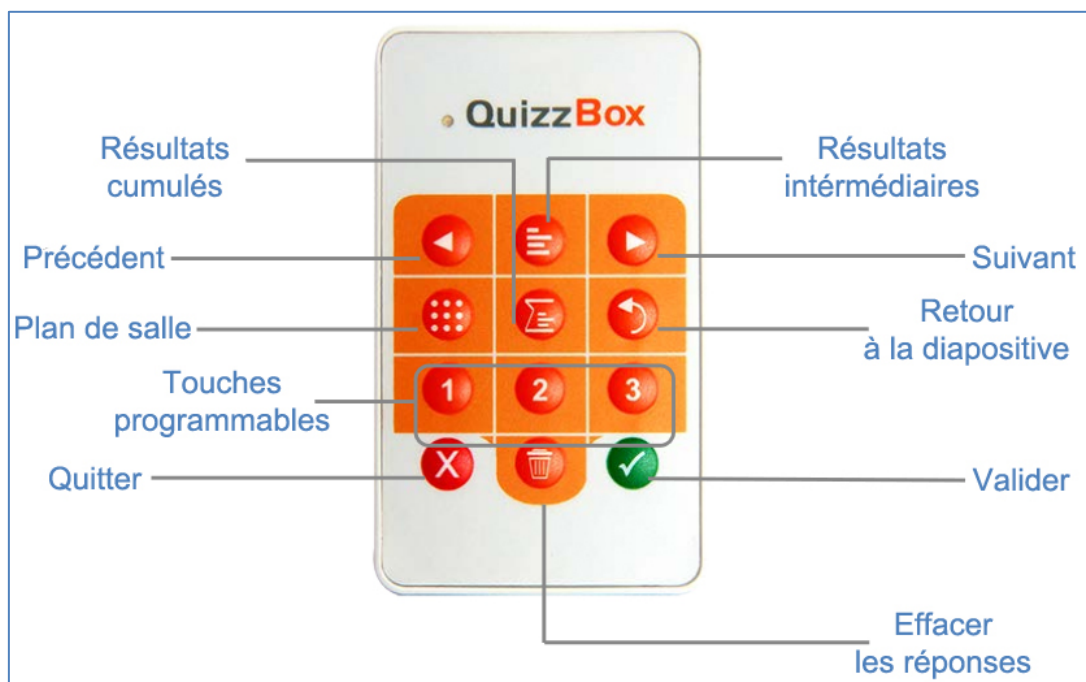 QuizzBox
Résultats
cumulés
Résultats
intérmédiaires
Précédent
Suivant
Plan de salle
Retour
à la diapositive
Touches
programmables
1 2 3
Quitter
X
Valider
Effacer
les réponses